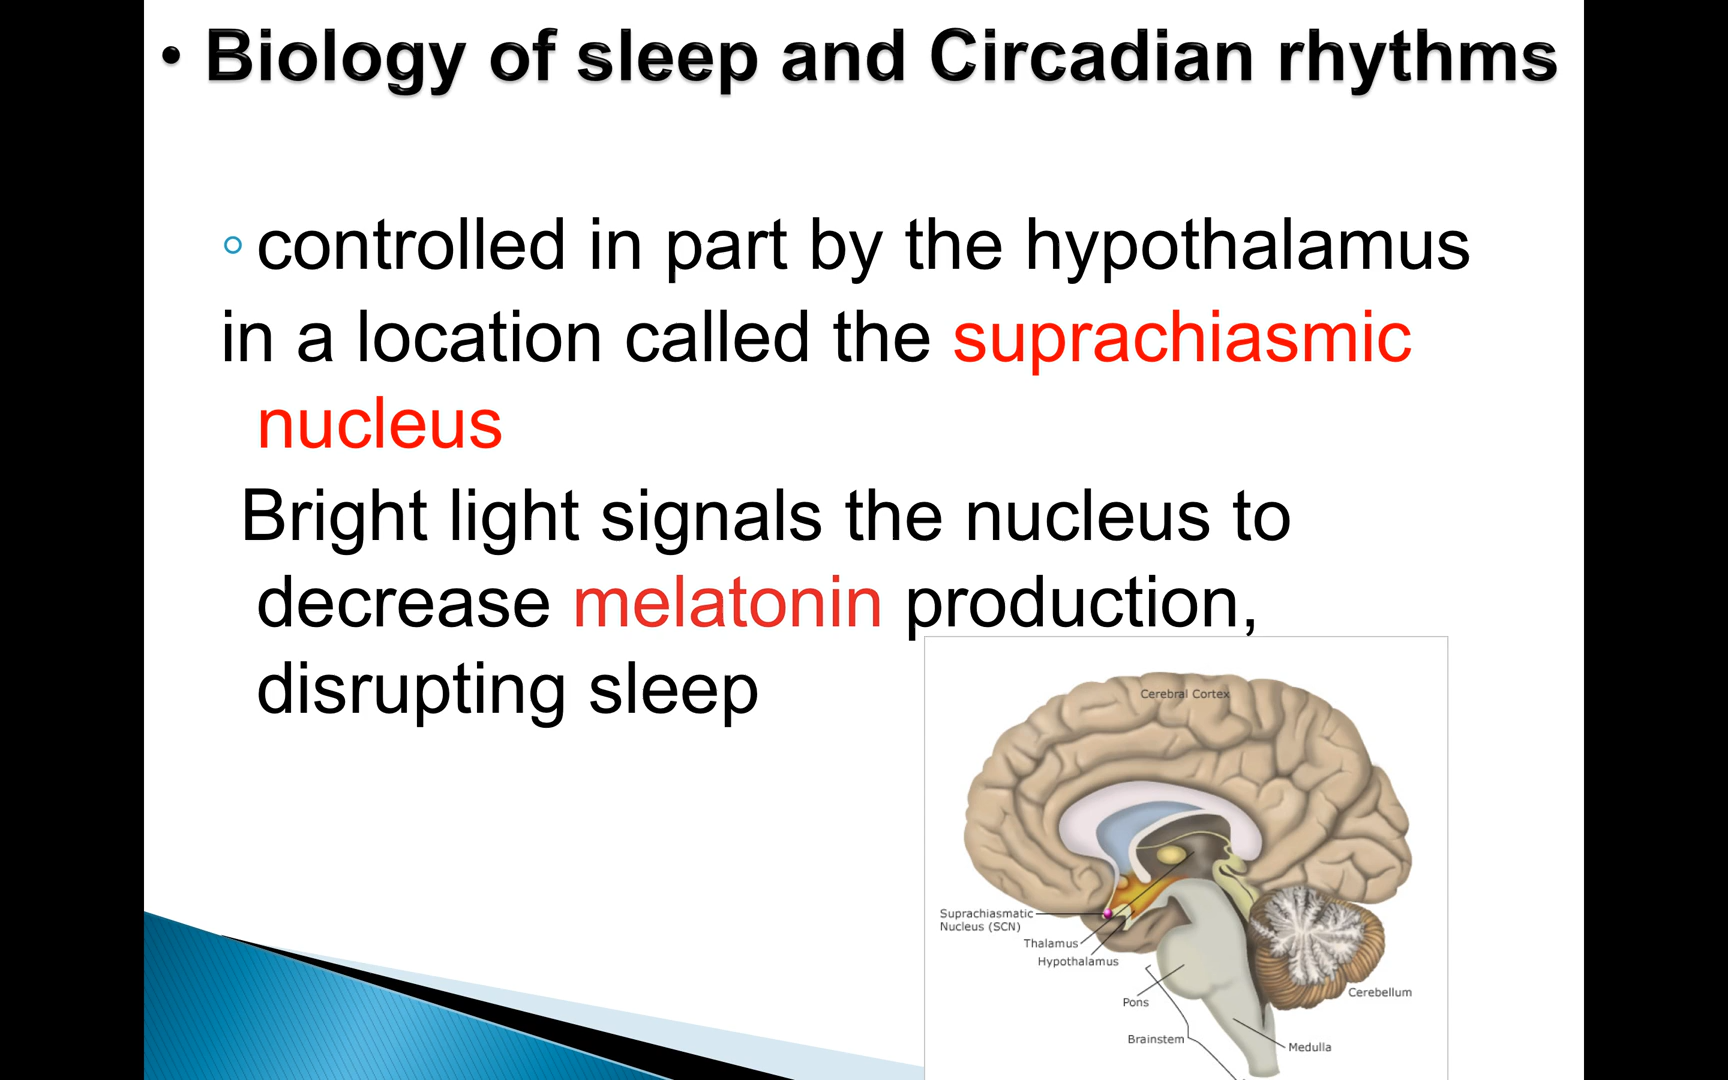 • Biology of sleep and Circadian rhythms
◦ controlled in part by the hypothalamus
in a location called the suprachiasmic
nucleus
Bright light signals the nucleus to
decrease melatonin production,
disrupting sleep
Cerebral Cortex
Suprachiasmatic
Nucleus (SCN)
Thalamus
Hypothalamus
Pons
Cerebellum
Brainstem
Medulla